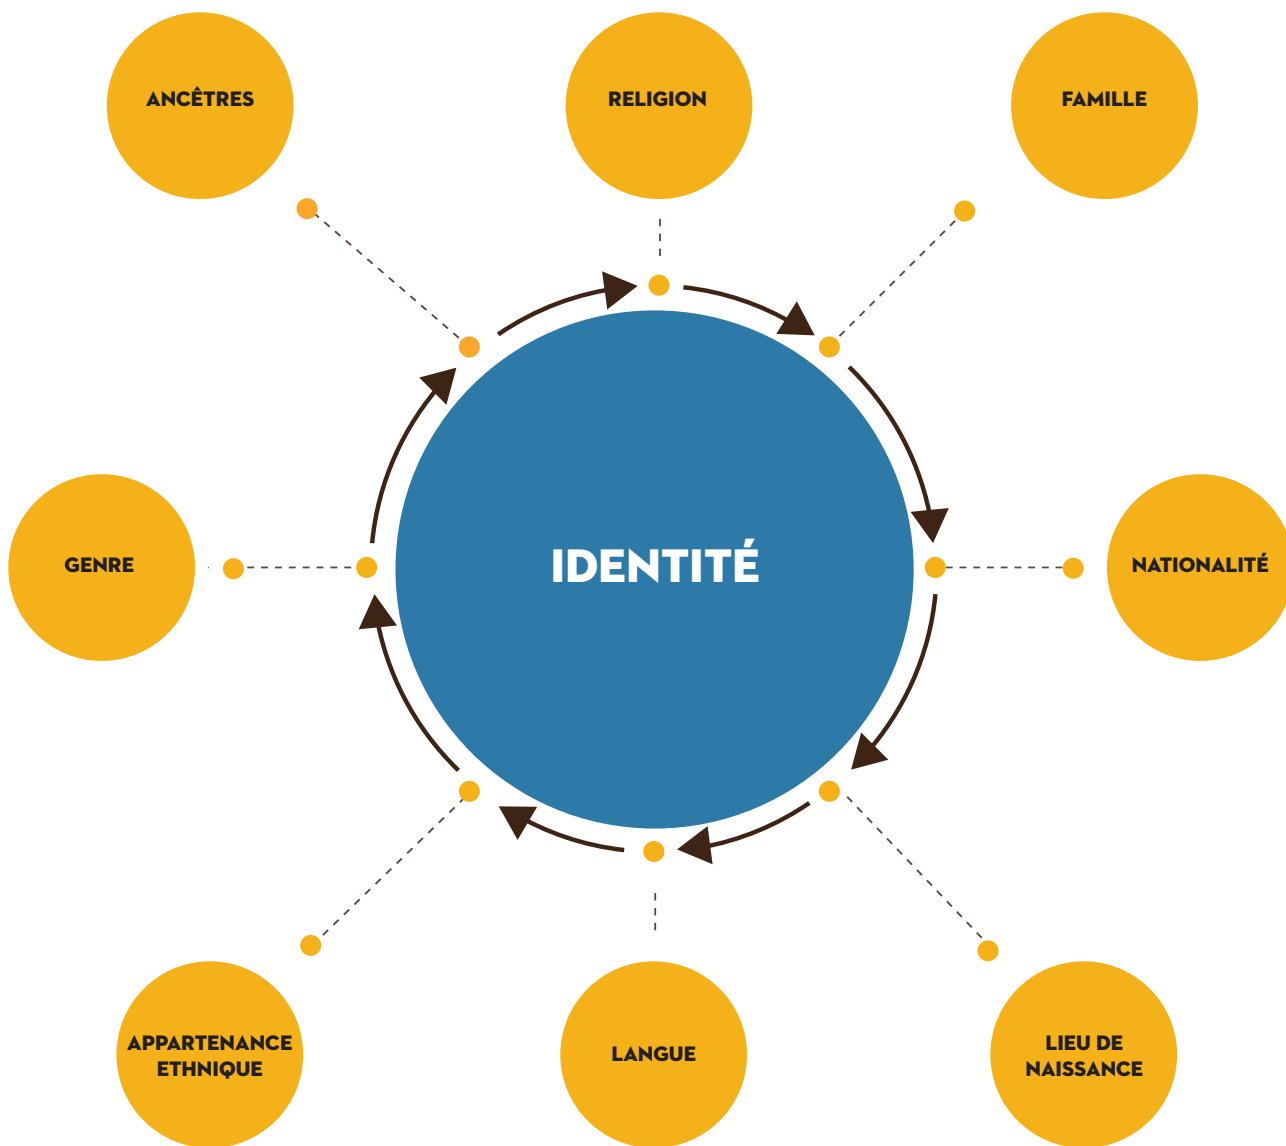 ANCÊTRES
RELIGION
FAMILLE
GENRE
IDENTITÉ
NATIONALITÉ
APPARTENANCE
ETHNIQUE
LANGUE
LIEU DE
NAISSANCE